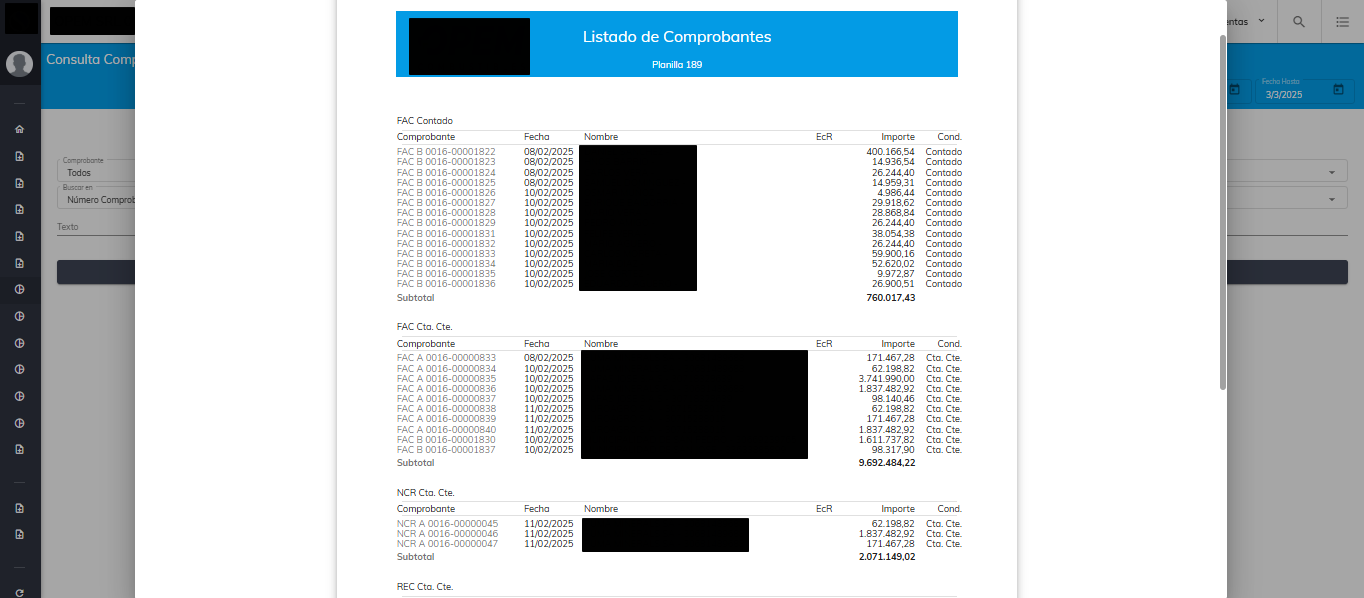 entas
Consulta Comp
Fecha Hasta
3/3/2025
Comprobante
Todos
Buscar en
Número Comprob
Texto
Listado de Comprobantes
Planilla 189
FAC Contado
Comprobante Fecha Nombre EcR Importe Cond.
FAC B 0016-00001822 08/02/2025 400.166,54 Contado
FAC B 0016-00001823 08/02/2025 14.936,54 Contado
FAC B 0016-00001824 08/02/2025 26.244,40 Contado
FAC B 0016-00001825 08/02/2025 14.959,31 Contado
FAC B 0016-00001826 10/02/2025 4.986,44 Contado
FAC B 0016-00001827 10/02/2025 29.918,62 Contado
FAC B 0016-00001828 10/02/2025 28.868,84 Contado
FAC B 0016-00001829 10/02/2025 26.244,40 Contado
FAC B 0016-00001831 10/02/2025 38.054,38 Contado
FAC B 0016-00001832 10/02/2025 26.244,40 Contado
FAC B 0016-00001833 10/02/2025 59.900,16 Contado
FAC B 0016-00001834 10/02/2025 52.620,02 Contado
FAC B 0016-00001835 10/02/2025 9.972,87 Contado
FAC B 0016-00001836 10/02/2025 26.900,51 Contado
Subtotal 760.017,43
FAC Cta. Cte.
Comprobante Fecha Nombre EcR Importe Cond.
FAC A 0016-00000833 08/02/2025 171.467,28 Cta. Cte.
FAC A 0016-00000834 10/02/2025 62.198,82 Cta. Cte.
FAC A 0016-00000835 10/02/2025 3.741.990,00 Cta. Cte.
FAC A 0016-00000836 10/02/2025 1.837.482,92 Cta. Cte.
FAC A 0016-00000837 10/02/2025 98.140,46 Cta. Cte.
FAC A 0016-00000838 11/02/2025 62.198,82 Cta. Cte.
FAC A 0016-00000839 11/02/2025 171.467,28 Cta. Cte.
FAC A 0016-00000840 11/02/2025 1.837.482,92 Cta. Cte.
FAC B 0016-00001830 10/02/2025 1.611.737,82 Cta. Cte.
FAC B 0016-00001837 10/02/2025 98.317,90 Cta. Cte.
Subtotal 9.692.484,22
NCR Cta. Cte.
Comprobante Fecha Nombre EcR Importe Cond.
NCR A 0016-00000045 11/02/2025 62.198,82 Cta. Cte.
NCR A 0016-00000046 11/02/2025 1.837.482,92 Cta. Cte.
NCR A 0016-00000047 11/02/2025 171.467,28 Cta. Cte.
Subtotal 2.071.149,02
REC Cta. Cte.